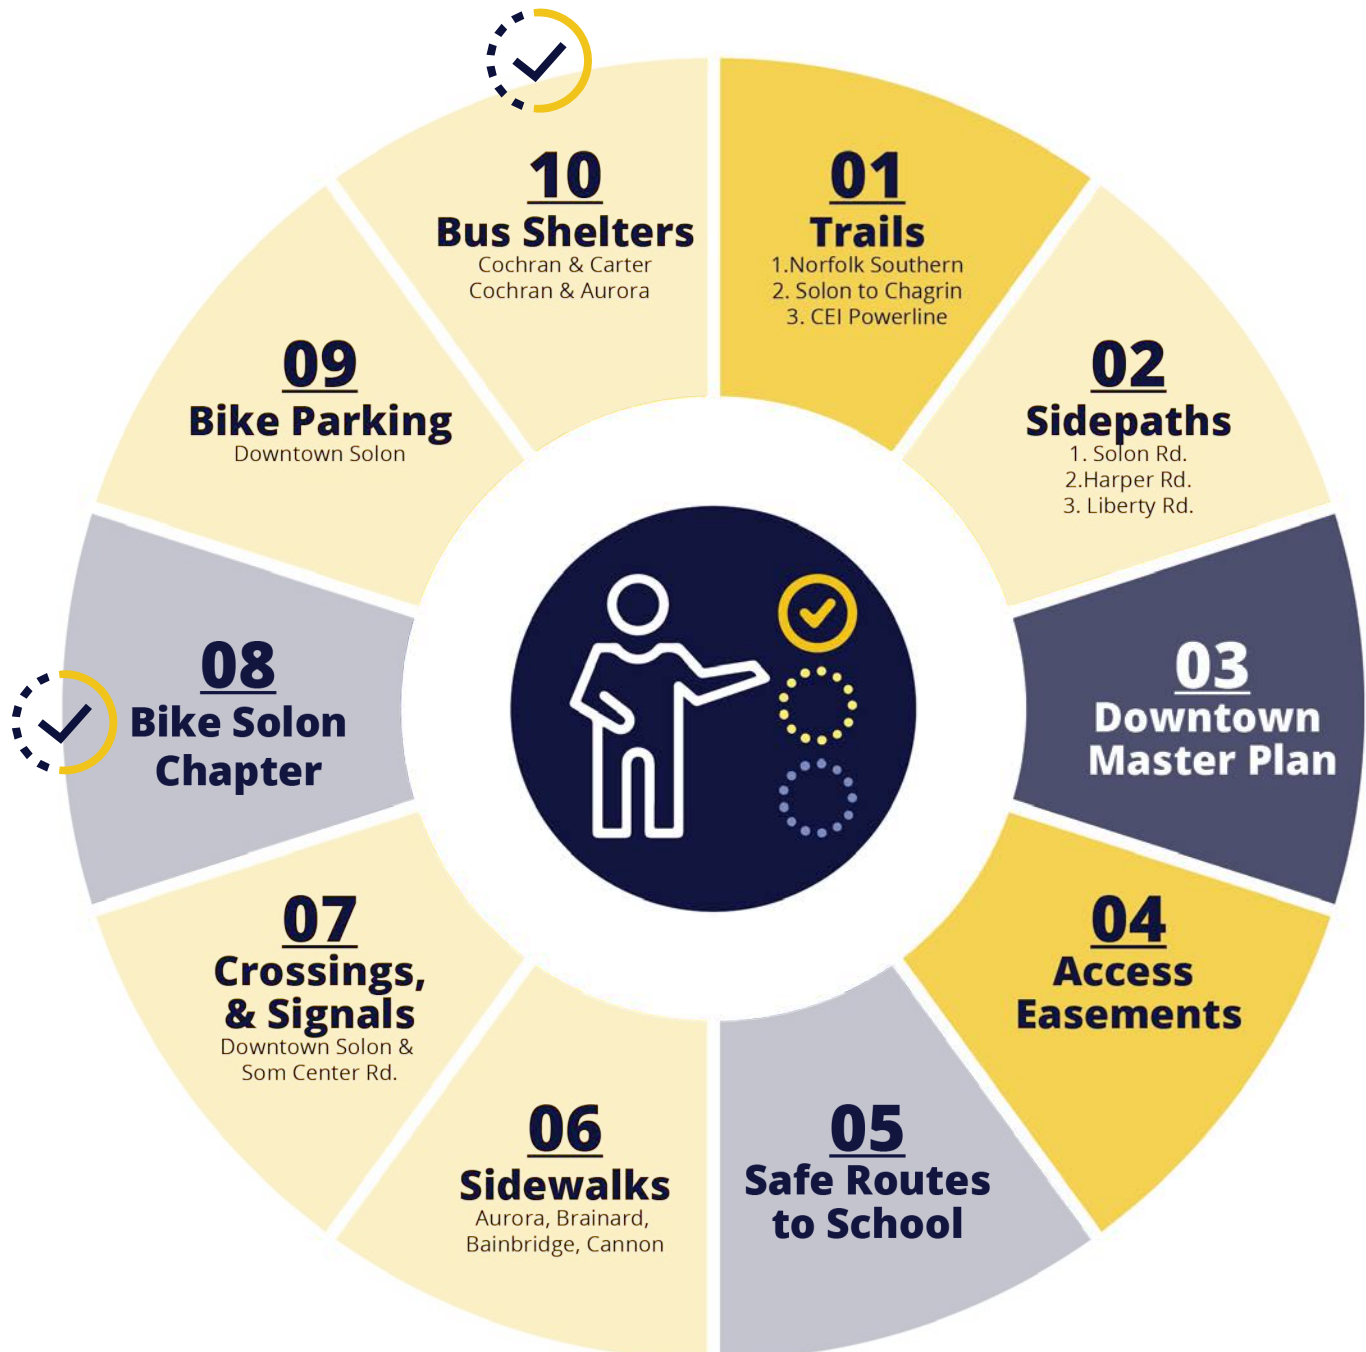 01
Trails
1.Norfolk Southern
2. Solon to Chagrin
3. CEI Powerline
02
Sidepaths
1. Solon Rd.
2.Harper Rd.
3. Liberty Rd.
03
Downtown
Master Plan
04
Access
Easements
05
Safe Routes
to School
06
Sidewalks
Aurora, Brainard,
Bainbridge, Cannon
07
Crossings,
& Signals
Downtown Solon &
Som Center Rd.
08
Bike Solon
Chapter
09
Bike Parking
Downtown Solon
10
Bus Shelters
Cochran & Carter
Cochran & Aurora